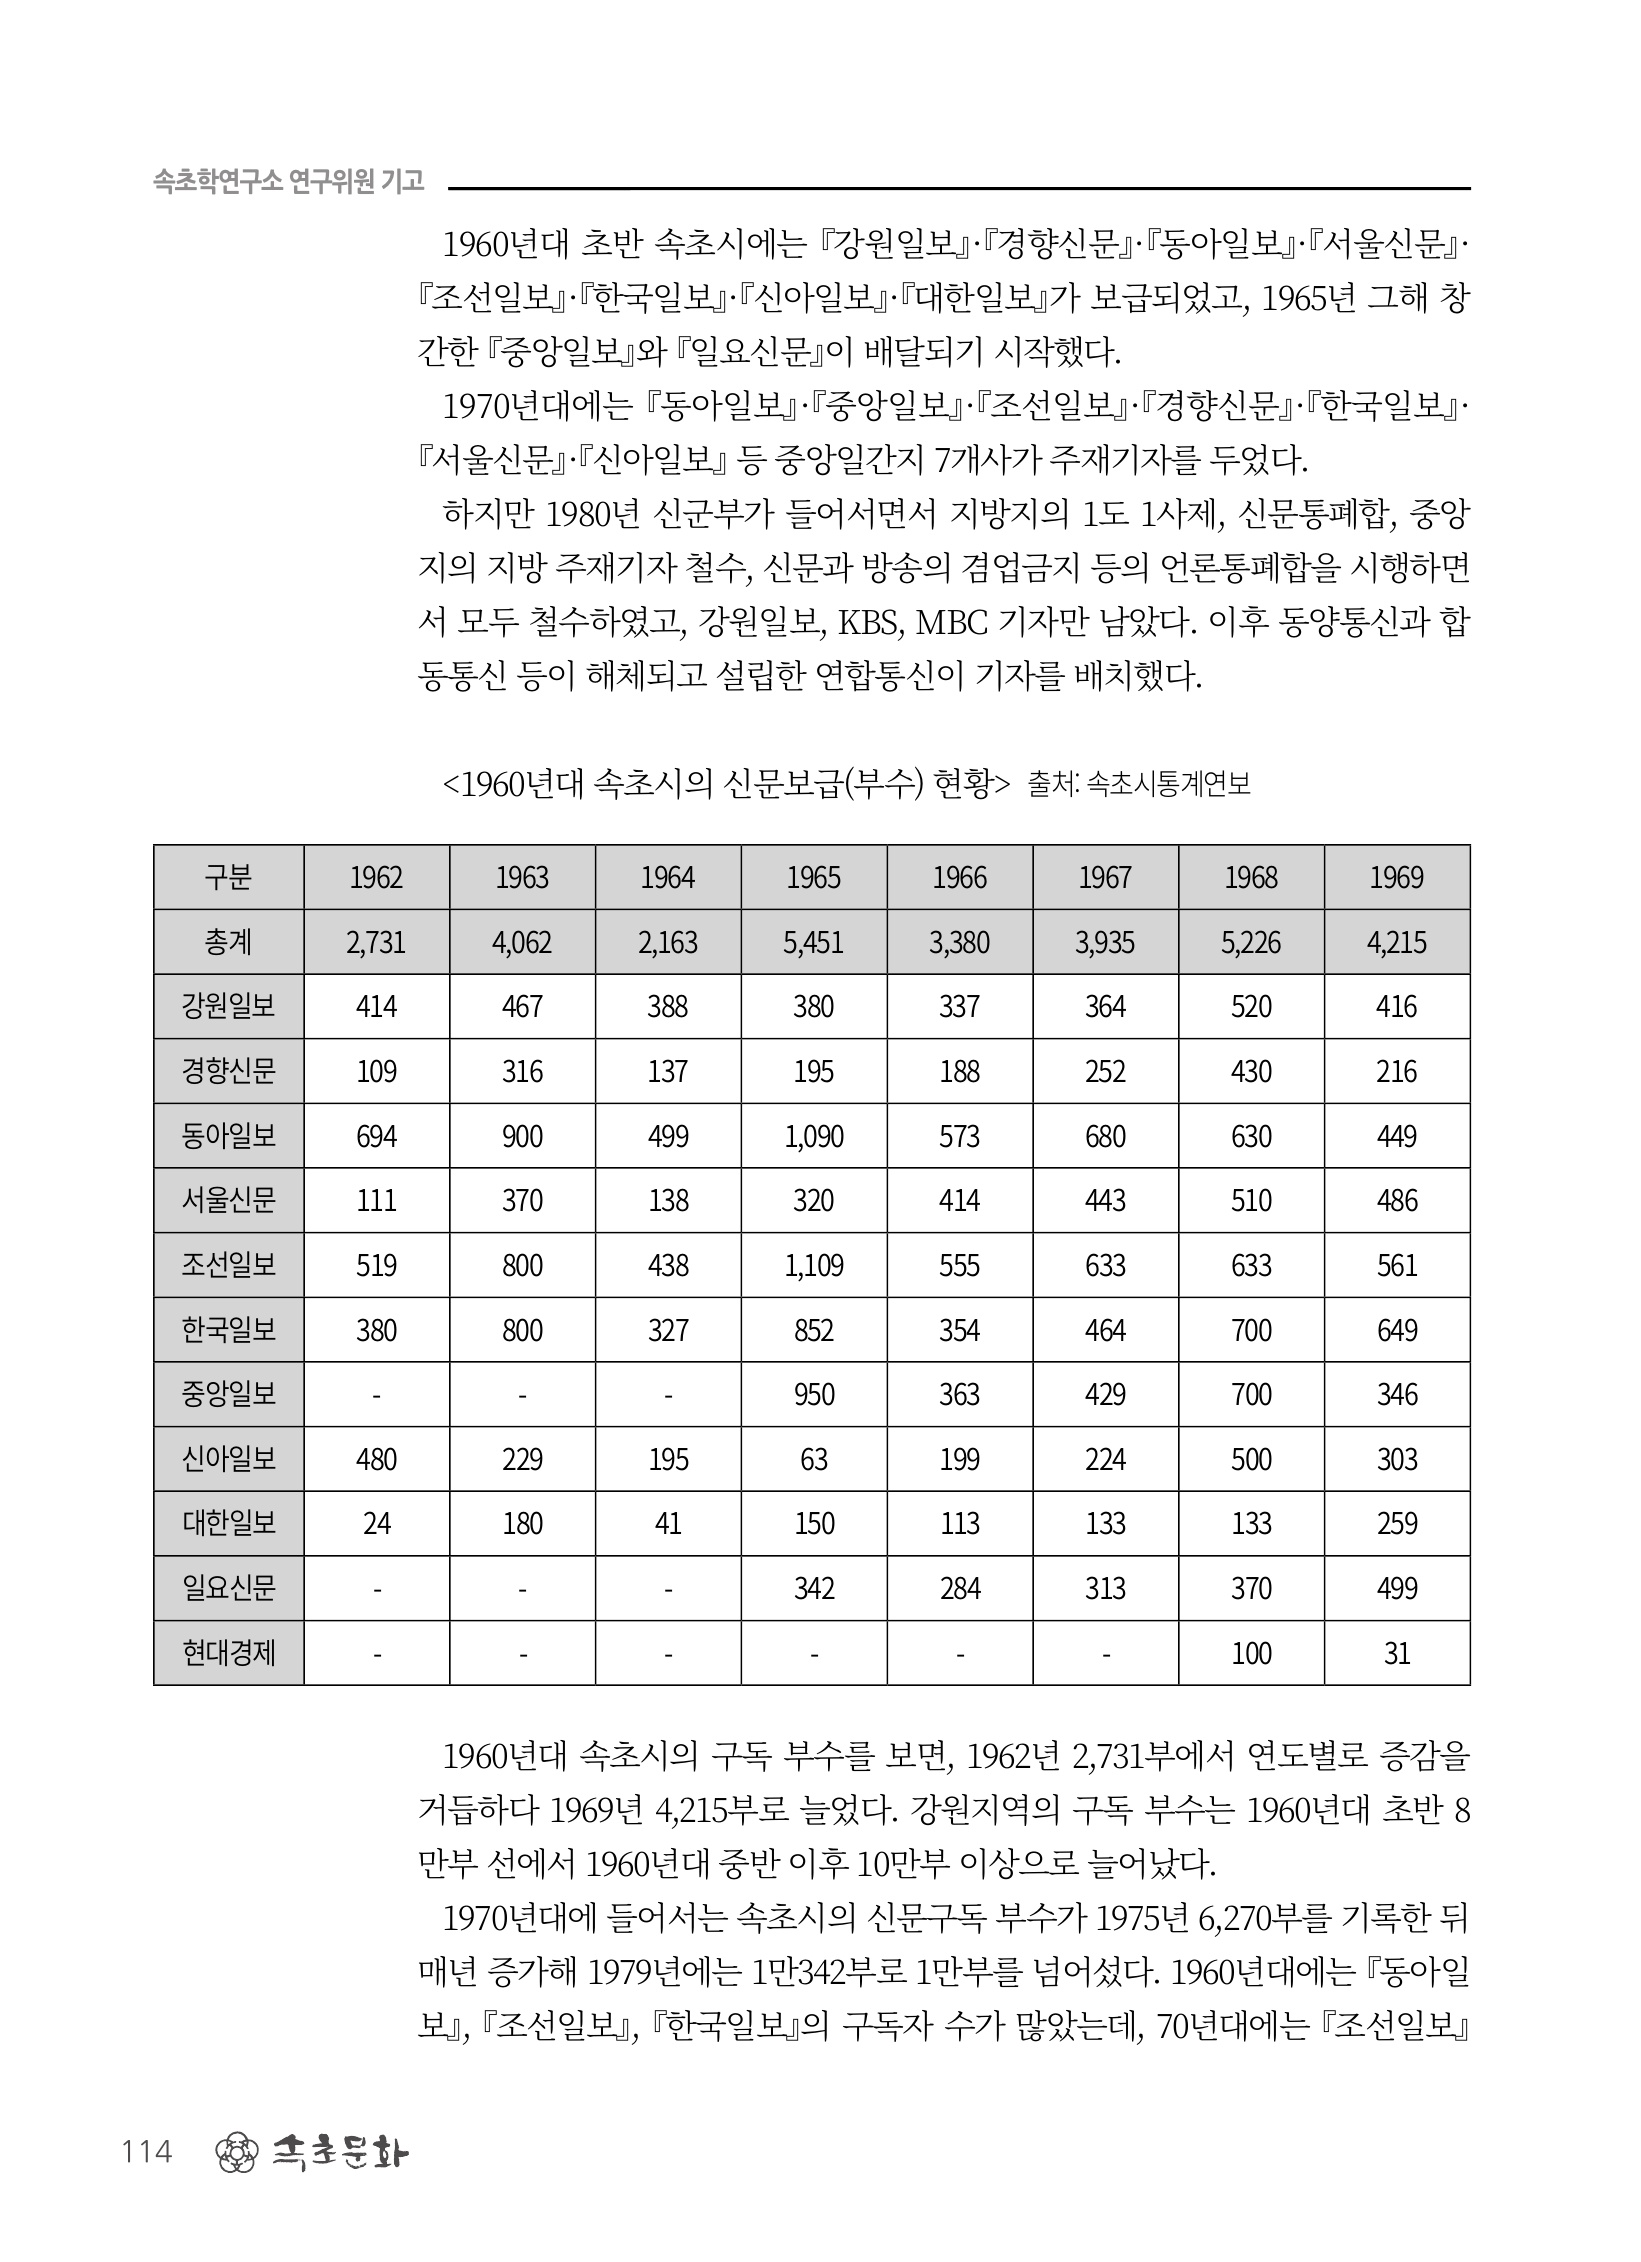 속초학연구소 연구위원 기고
1960년대 초반 속초시에는 『강원일보』·『경향신문』·『동아일보』·『서울신문』·
『조선일보』·『한국일보』·『신아일보』·『대한일보』가 보급되었고, 1965년 그해 창
간한 『중앙일보』와 『일요신문』이 배달되기 시작했다.
1970년대에는 『동아일보』·『중앙일보』·『조선일보』·『경향신문』·『한국일보』·
『서울신문』·『신아일보』 등 중앙일간지 7개사가 주재기자를 두었다.
하지만 1980년 신군부가 들어서면서 지방지의 1도 1사제, 신문통폐합, 중앙
지의 지방 주재기자 철수, 신문과 방송의 겸업금지 등의 언론통폐합을 시행하면
서 모두 철수하였고, 강원일보, KBS, MBC 기자만 남았다. 이후 동양통신과 합
동통신 등이 해체되고 설립한 연합통신이 기자를 배치했다.
<1960년대 속초시의 신문보급(부수) 현황> 출처: 속초시통계연보
구분 1962 1963 1964 1965 1966 1967 1968 1969
총계 2,731 4,062 2,163 5,451 3,380 3,935 5,226 4,215
강원일보 414 467 388 380 337 364 520 416
경향신문 109 316 137 195 188 252 430 216
동아일보 694 900 499 1,090 573 680 630 449
서울신문 111 370 138 320 414 443 510 486
조선일보 519 800 438 1,109 555 633 633 561
한국일보 380 800 327 852 354 464 700 649
중앙일보 - - - 950 363 429 700 346
신아일보 480 229 195 63 199 224 500 303
대한일보 24 180 41 150 113 133 133 259
일요신문 - - - 342 284 313 370 499
현대경제 - - - - - - 100 31
1960년대 속초시의 구독 부수를 보면, 1962년 2,731부에서 연도별로 증감을
거듭하다 1969년 4,215부로 늘었다. 강원지역의 구독 부수는 1960년대 초반 8
만부 선에서 1960년대 중반 이후 10만부 이상으로 늘어났다.
1970년대에 들어서는 속초시의 신문구독 부수가 1975년 6,270부를 기록한 뒤
매년 증가해 1979년에는 1만342부로 1만부를 넘어섰다. 1960년대에는 『동아일
보』, 『조선일보』, 『한국일보』의 구독자 수가 많았는데, 70년대에는 『조선일보』
114 속초문화